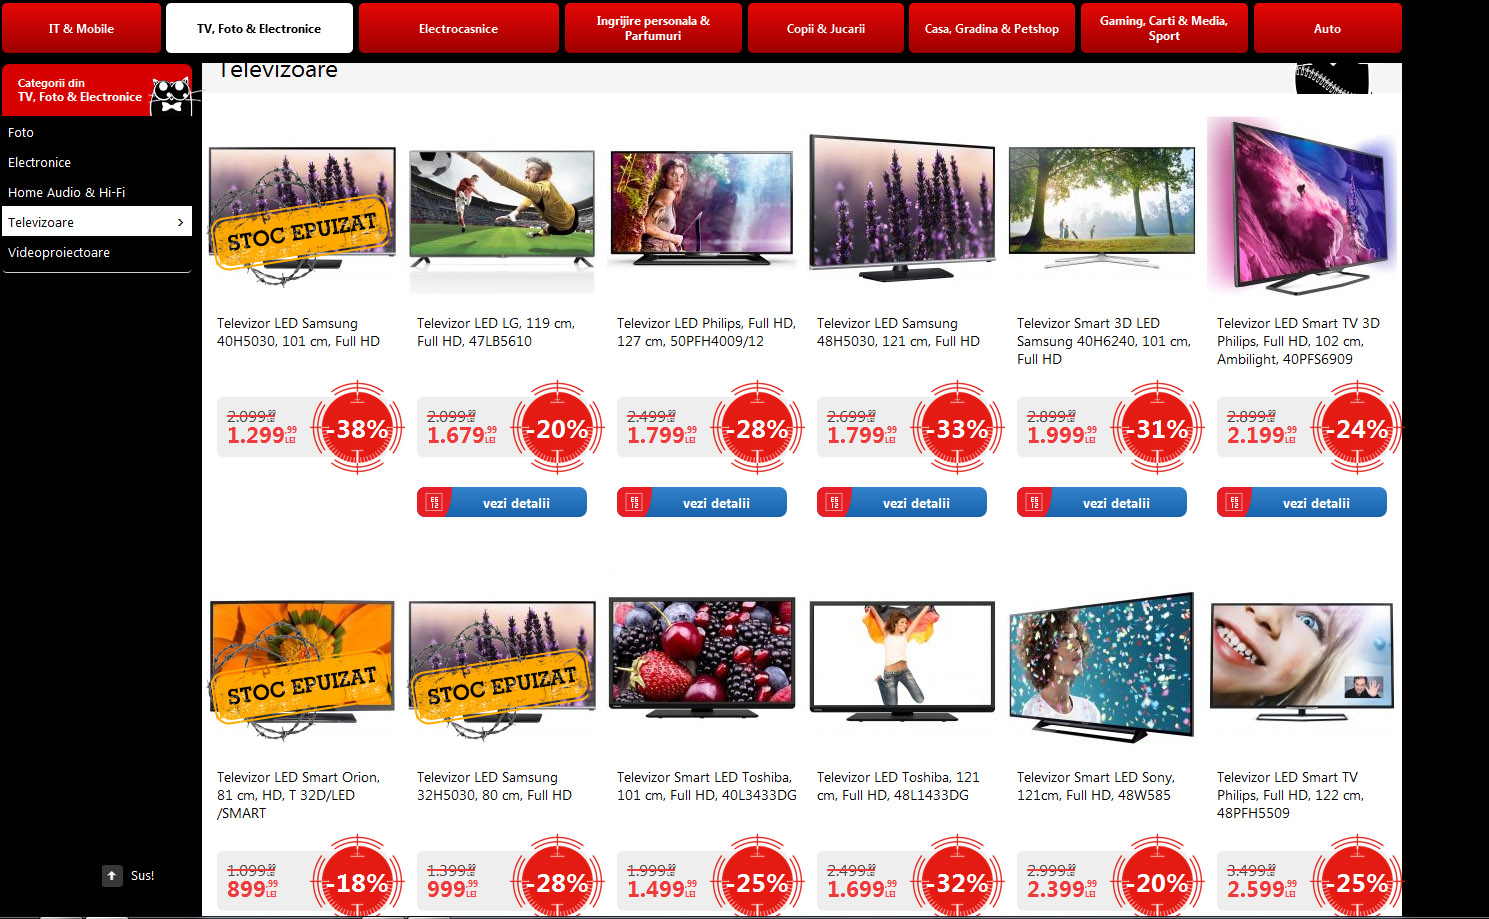 IT & Mobile
TV, Foto & Electronice
Electrocasnice
Ingrijire personala &
Parfumuri
Copii & Jucarii
Casa, Gradina & Petshop
Gaming, Carti & Media,
Sport
Auto
Categorii din
TV, Foto & Electronice
Foto
Electronice
Home Audio & Hi-Fi
Televizoare
Videoproiectoare
Televizoare
STOC EPUIZAT
Televizor LED Samsung
40H5030, 101 cm, Full HD
2.099,99 LEI
1.299,99 LEI
-38%
Televizor LED LG, 119 cm,
Full HD, 47LB5610
2.099,99 LEI
1.679,99 LEI
-20%
vezi detalii
Televizor LED Philips, Full HD,
127 cm, 50PFH4009/12
2.499,99 LEI
1.799,99 LEI
-28%
vezi detalii
Televizor LED Samsung
48H5030, 121 cm, Full HD
2.699,99 LEI
1.799,99 LEI
-33%
vezi detalii
Televizor Smart 3D LED
Samsung 40H6240, 101 cm,
Full HD
2.899,99 LEI
1.999,99 LEI
-31%
vezi detalii
Televizor LED Smart TV 3D
Philips, Full HD, 102 cm,
Ambilight, 40PFS6909
2.899,99 LEI
2.199,99 LEI
-24%
vezi detalii
STOC EPUIZAT
Televizor LED Smart Orion,
81 cm, HD, T 32D/LED
/SMART
1.099,99 LEI
899,99 LEI
-18%
STOC EPUIZAT
Televizor LED Samsung
32H5030, 80 cm, Full HD
1.399,99 LEI
999,99 LEI
-28%
Televizor Smart LED Toshiba,
101 cm, Full HD, 40L3433DG
1.999,99 LEI
1.499,99 LEI
-25%
Televizor LED Toshiba, 121
cm, Full HD, 48L1433DG
2.499,99 LEI
1.699,99 LEI
-32%
Televizor Smart LED Sony,
121cm, Full HD, 48W585
2.999,99 LEI
2.399,99 LEI
-20%
Televizor LED Smart TV
Philips, Full HD, 122 cm,
48PFH5509
3.499,99 LEI
2.599,99 LEI
-25%
Sus!